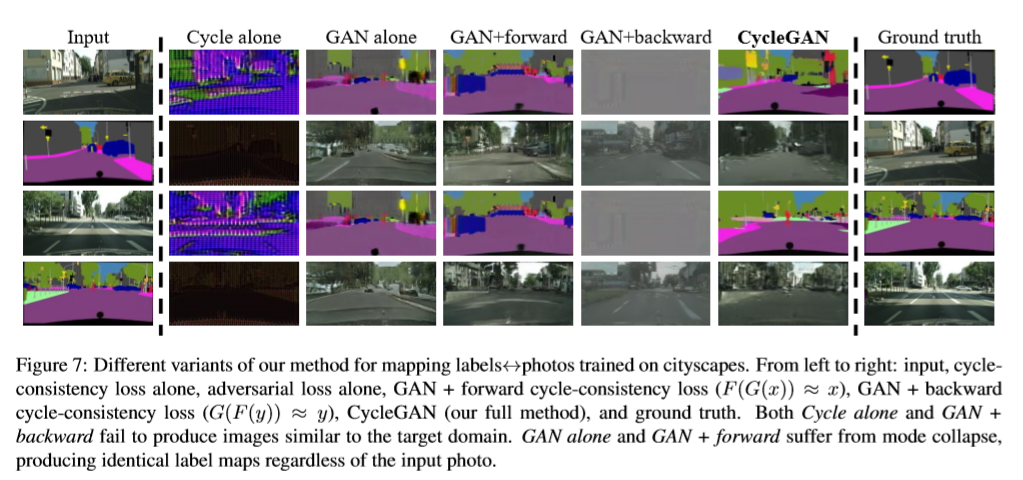 Input Cycle alone GAN alone GAN+forward GAN+backward CycleGAN Ground truth
Figure 7: Different variants of our method for mapping labels↔photos trained on cityscapes. From left to right: input, cycle-
consistency loss alone, adversarial loss alone, GAN + forward cycle-consistency loss (F(G(x)) ≈ x), GAN + backward
cycle-consistency loss (G(F(y)) ≈ y), CycleGAN (our full method), and ground truth. Both Cycle alone and GAN +
backward fail to produce images similar to the target domain. GAN alone and GAN + forward suffer from mode collapse,
producing identical label maps regardless of the input photo.